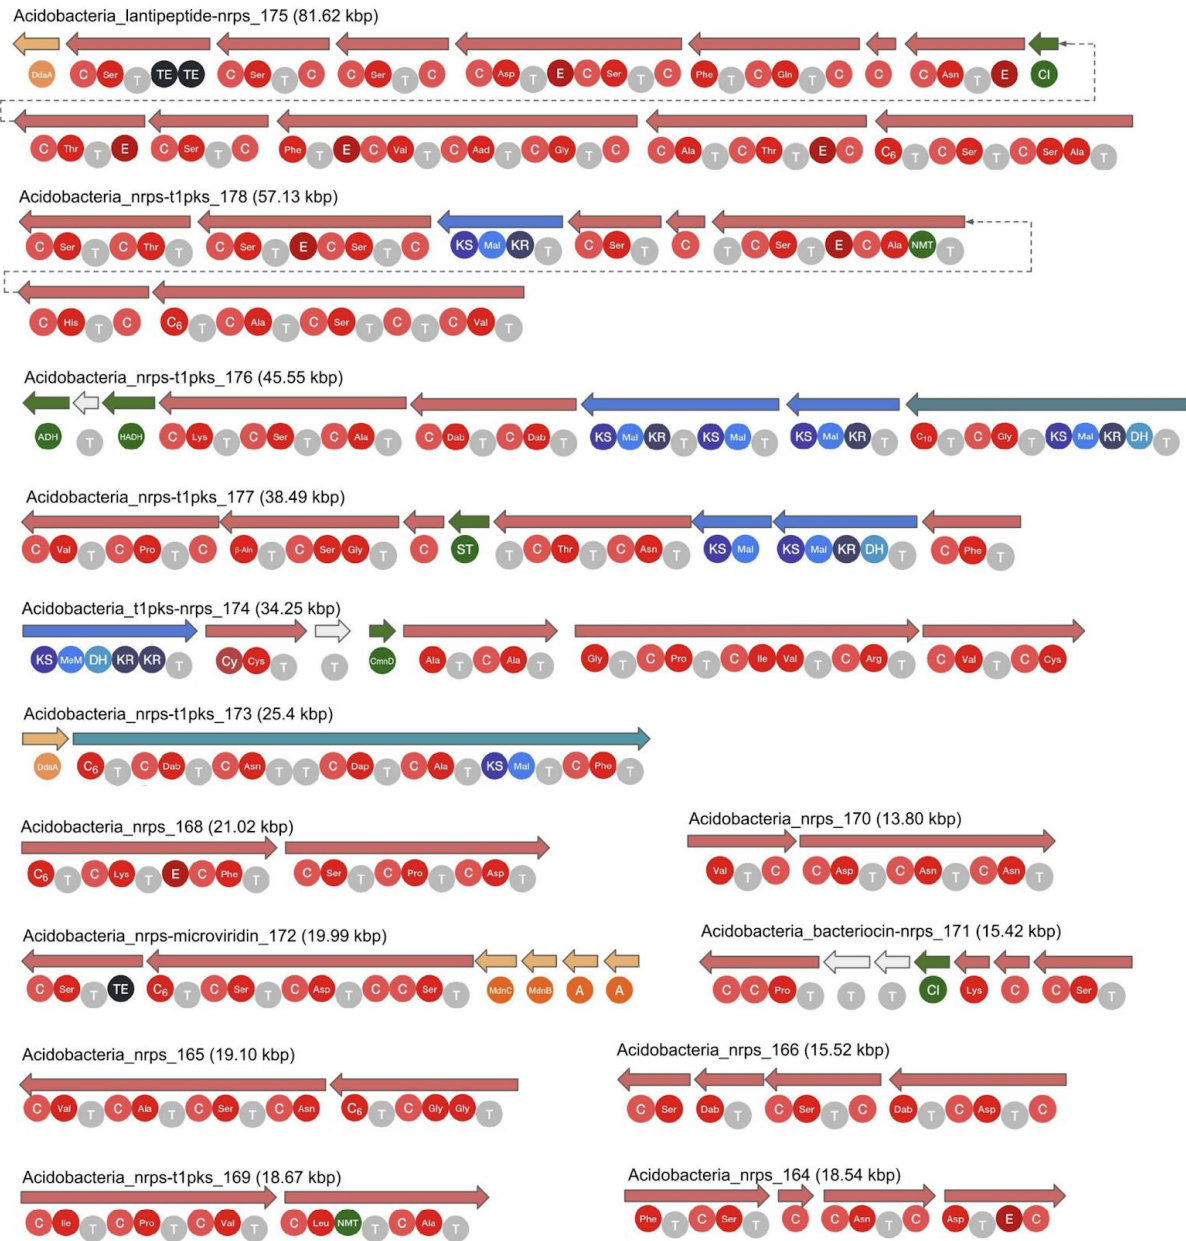 Acidobacteria_lantipeptide-nrps_175 (81.62 kbp)
DdaA C Ser T TE TE C Ser T C C Ser T C C Asp T E C Ser T C Phe T C Gln T C C C Asn T E CI
C Thr T E C Ser T C Phe T E C Val T C Aad T C Gly T C C Ala T C Thr T E C C6 T C Ser T C Ser Ala T
Acidobacteria_nrps-t1pks_178 (57.13 kbp)
C Ser T C Thr T C Ser T E C Ser T C KS Mal KR T C Ser T C T C Ser T E C Ala NMT T
C His T C C6 T C Ala T C Ser T C T C Val T
Acidobacteria_nrps-t1pks_176 (45.55 kbp)
ADH T HADH C Lys T C Ser T C Ala T C Dab T C Dab T KS Mal KR T KS Mal T KS Mal KR T C10 T C Gly T KS Mal KR DH T
Acidobacteria_nrps-t1pks_177 (38.49 kbp)
C Val T C Pro T C β-Aln T C Ser Gly T C ST T C Thr T C Asn T KS Mal KS Mal KR DH T C Phe T
Acidobacteria_t1pks-nrps_174 (34.25 kbp)
KS MeM DH KR KR T Cy Cys T T CmnD Ala T C Ala T Gly T C Pro T C Ile Val T C Arg T C Val T C Cys
Acidobacteria_nrps-t1pks_173 (25.4 kbp)
DdaA C6 T C Dab T C Asn T T C Dap T C Ala T KS Mal T C Phe T
Acidobacteria_nrps_168 (21.02 kbp)
C6 T C Lys T E C Phe T C Ser T C Pro T C Asp T
Acidobacteria_nrps_170 (13.80 kbp)
Val T C C Asp T C Asn T C Asn T
Acidobacteria_nrps-microviridin_172 (19.99 kbp)
C Ser T TE C6 T C Ser T C Asp T C C Ser T MdnC MdnB A A
Acidobacteria_bacteriocin-nrps_171 (15.42 kbp)
C C Pro T T T CI Lys C C Ser T
Acidobacteria_nrps_165 (19.10 kbp)
C Val T C Ala T C Ser T C Asn C6 T C Gly Gly T
Acidobacteria_nrps_166 (15.52 kbp)
C Ser Dab T C Ser T C Dab T C Asp T C
Acidobacteria_nrps-t1pks_169 (18.67 kbp)
C Ile T C Pro T C Val T C Leu NMT T C Ala T
Acidobacteria_nrps_164 (18.54 kbp)
Phe T C Ser T C C Asn T C Asp T E C